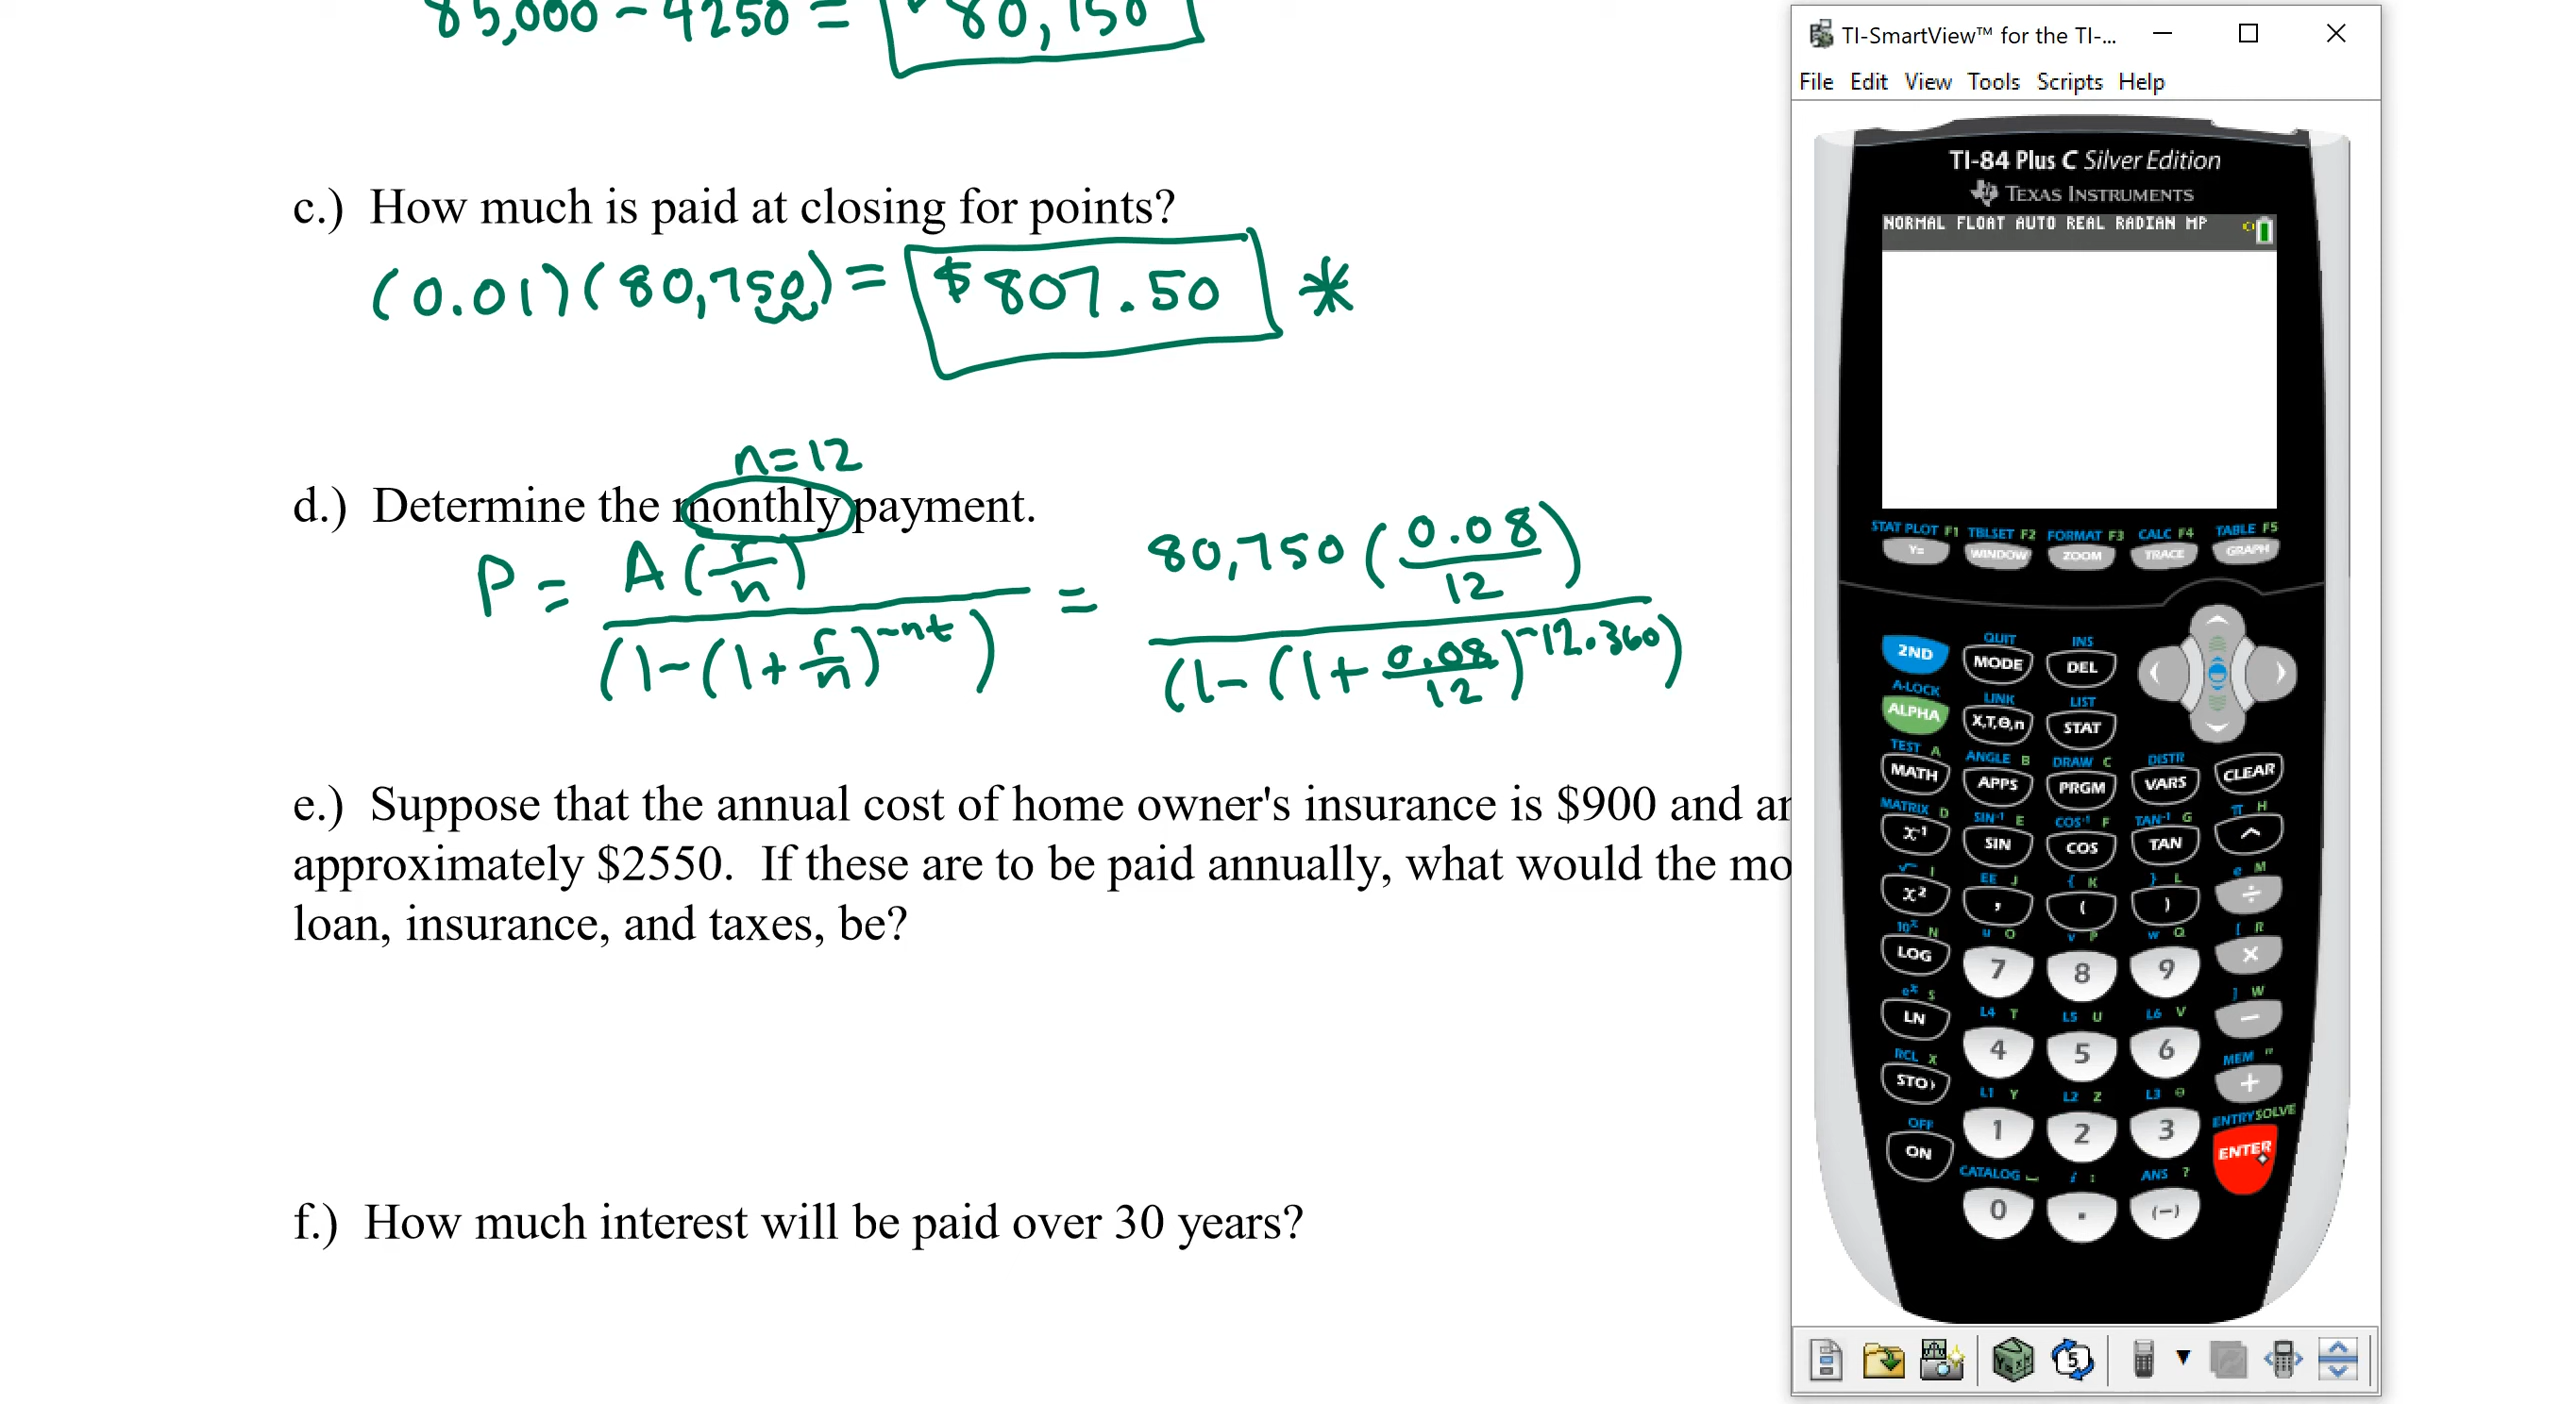 85,000 - 4250 = $80,750
c.) How much is paid at closing for points?
(0.01)(80,750) = $807.50 *
n=12
d.) Determine the monthly payment.
P = A(r/n) / (1-(1+r/n)^-nt) = 80,750(0.08/12) / (1-(1+0.08/12)^-12·360)
e.) Suppose that the annual cost of home owner's insurance is $900 and an
approximately $2550. If these are to be paid annually, what would the mo
loan, insurance, and taxes, be?
f.) How much interest will be paid over 30 years?
TI-SmartView™ for the TI-...
File Edit View Tools Scripts Help
TI-84 Plus C Silver Edition
TEXAS INSTRUMENTS
NORMAL FLOAT AUTO REAL RADIAN MP
STAT PLOT F1 TBLSET F2 FORMAT F3 CALC F4 TABLE F5
Y= WINDOW ZOOM TRACE GRAPH
QUIT INS
2ND MODE DEL
A-LOCK LINK LIST
ALPHA X,T,Θ,n STAT
TEST A ANGLE B DRAW C DISTR
MATH APPS PRGM VARS CLEAR
MATRIX D SIN-1 E COS-1 F TAN-1 G π H
x-1 SIN COS TAN ^
√ I EE J { K } L e M
x² , ( ) ÷
10x N u O v P w Q [ R
LOG 7 8 9 ×
ex S L4 T L5 U L6 V ] W
LN 4 5 6 −
RCL X L1 Y L2 Z L3 θ MEM "
STO› 1 2 3 +
OFF CATALOG ⎵ i : ANS ? ENTRY SOLVE
ON 0 . (−) ENTER